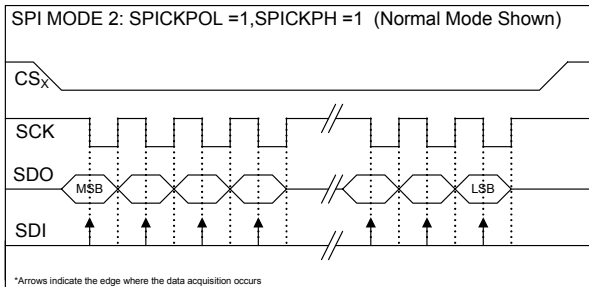 SPI MODE 2: SPICKPOL =1,SPICKPH =1 (Normal Mode Shown)
CSX
SCK
SDO
MSB
LSB
SDI
*Arrows indicate the edge where the data acquisition occurs